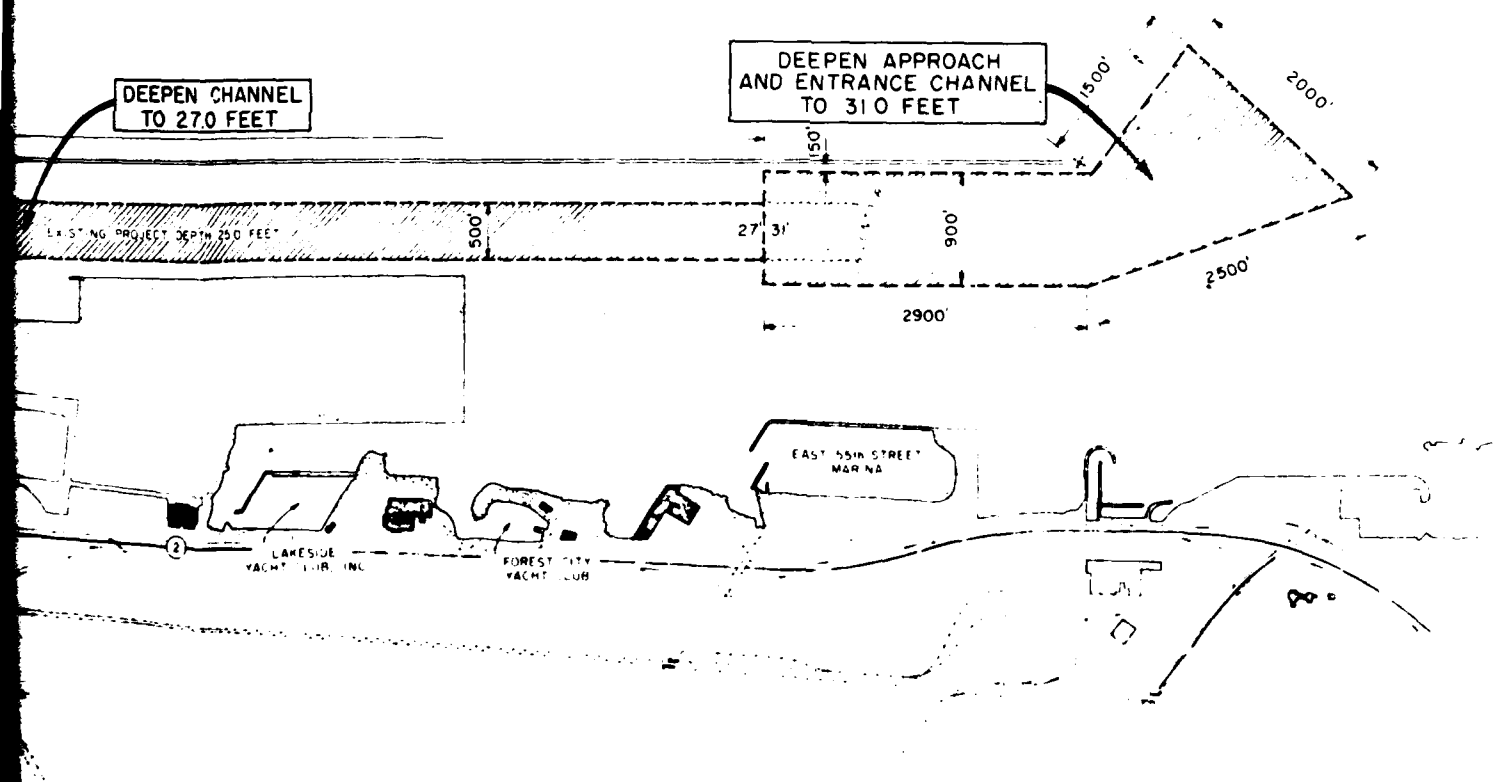 DEEPEN CHANNEL
TO 27.0 FEET
DEEPEN APPROACH
AND ENTRANCE CHANNEL
TO 31.0 FEET
1500'
2000'
150'
EXISTING PROJECT DEPTH 25.0 FEET
500'
27' 31'
900'
2500'
2900'
EAST 55th STREET
MARINA
2
LAKESIDE
YACHT CLUB, INC
FOREST CITY
YACHT CLUB